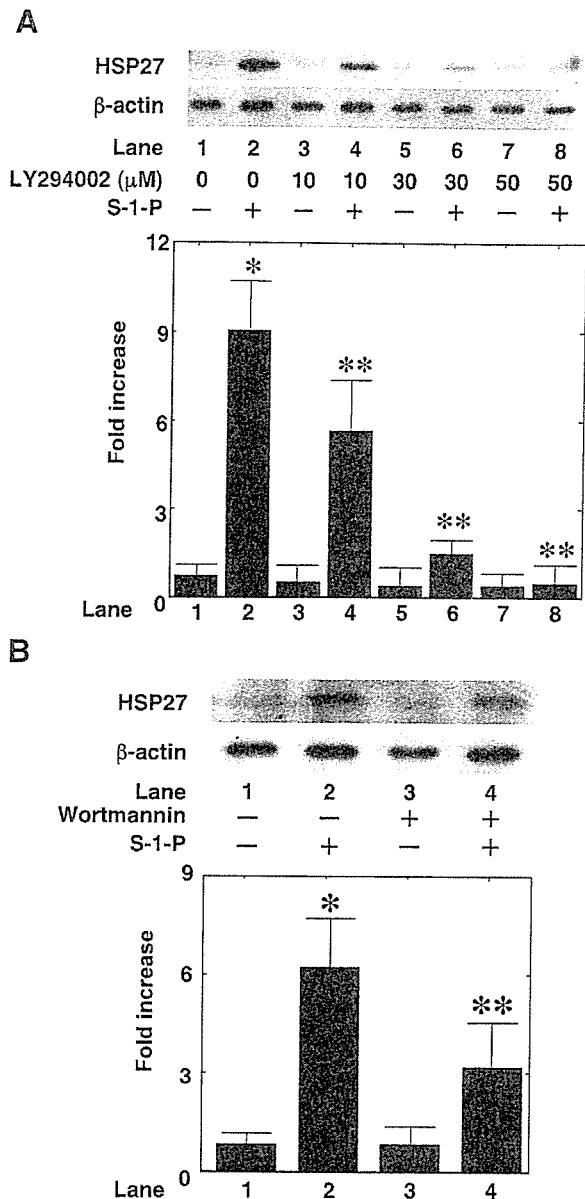 A
HSP27
β-actin
Lane 1 2 3 4 5 6 7 8
LY294002 (μM) 0 0 10 10 30 30 50 50
S-1-P − + − + − + − +
12
9
6
3
0
Fold increase
* ** ** **
Lane 1 2 3 4 5 6 7 8
B
HSP27
β-actin
Lane 1 2 3 4
Wortmannin − − + +
S-1-P − + − +
9
6
3
0
Fold increase
* **
Lane 1 2 3 4